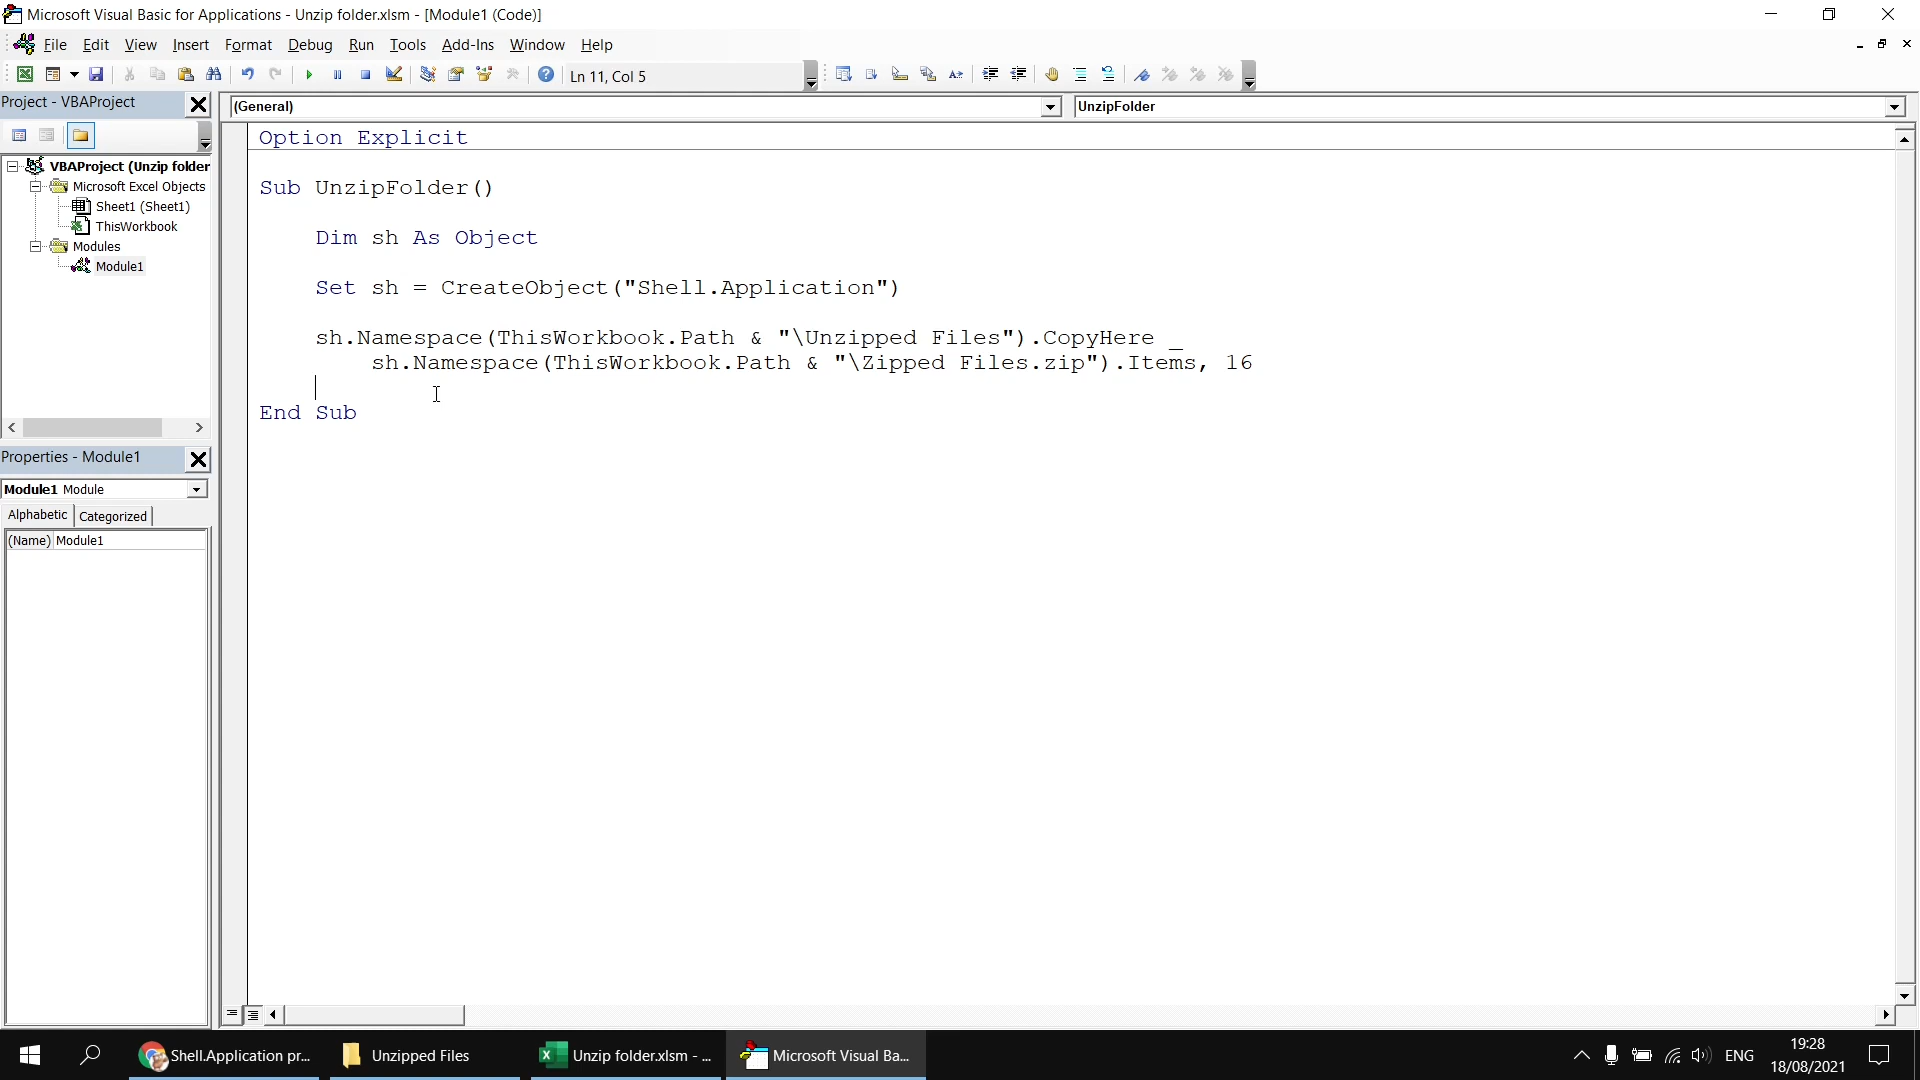 Microsoft Visual Basic for Applications - Unzip folder.xlsm - [Module1 (Code)]
File Edit View Insert Format Debug Run Tools Add-Ins Window Help
Ln 11, Col 5
Project - VBAProject
(General)
UnzipFolder
VBAProject (Unzip folder
Microsoft Excel Objects
Sheet1 (Sheet1)
ThisWorkbook
Modules
Module1
Properties - Module1
Module1 Module
Alphabetic Categorized
(Name) Module1
Option Explicit
Sub UnzipFolder()
Dim sh As Object
Set sh = CreateObject("Shell.Application")
sh.Namespace(ThisWorkbook.Path & "\Unzipped Files").CopyHere _
sh.Namespace(ThisWorkbook.Path & "\Zipped Files.zip").Items, 16
End Sub
Shell.Application pr...
Unzipped Files
Unzip folder.xlsm - ...
Microsoft Visual Ba...
ENG
19:28
18/08/2021